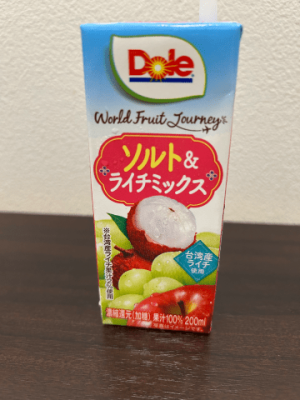 Dole
World Fruit Journey
ソルト&
ライチミックス
台湾産
ライチ
使用
濃縮還元(加糖) 果汁100% 200ml